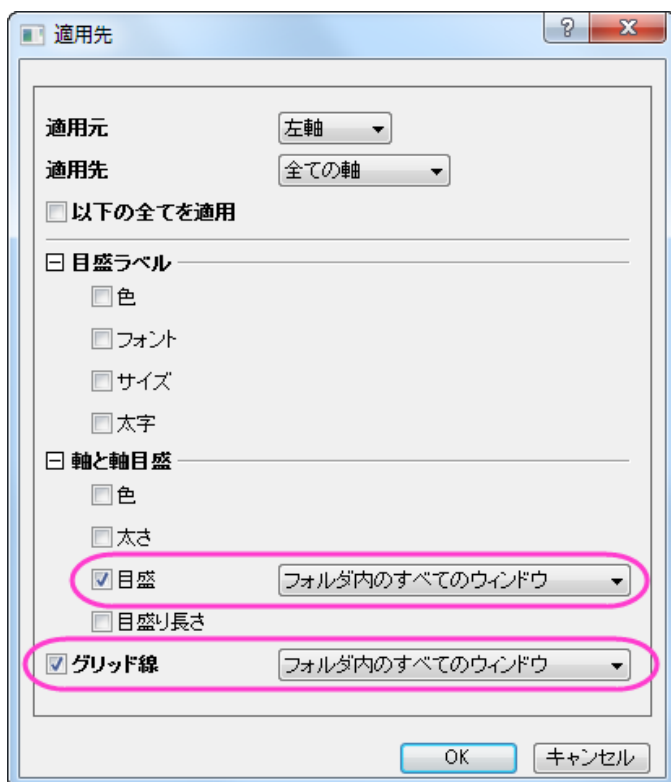 適用先
適用元 左軸
適用先 全ての軸
以下の全てを適用
目盛ラベル
色
フォント
サイズ
太字
軸と軸目盛
色
太さ
目盛 フォルダ内のすべてのウィンドウ
目盛り長さ
グリッド線 フォルダ内のすべてのウィンドウ
OK キャンセル